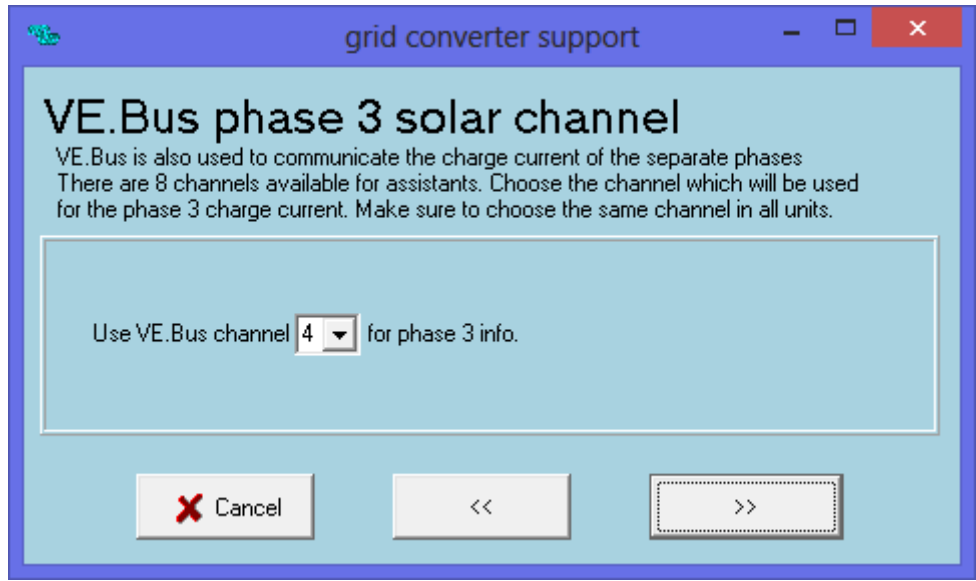 grid converter support
VE.Bus phase 3 solar channel
VE.Bus is also used to communicate the charge current of the separate phases
There are 8 channels available for assistants. Choose the channel which will be used
for the phase 3 charge current. Make sure to choose the same channel in all units.
Use VE.Bus channel 4 for phase 3 info.
Cancel << >>